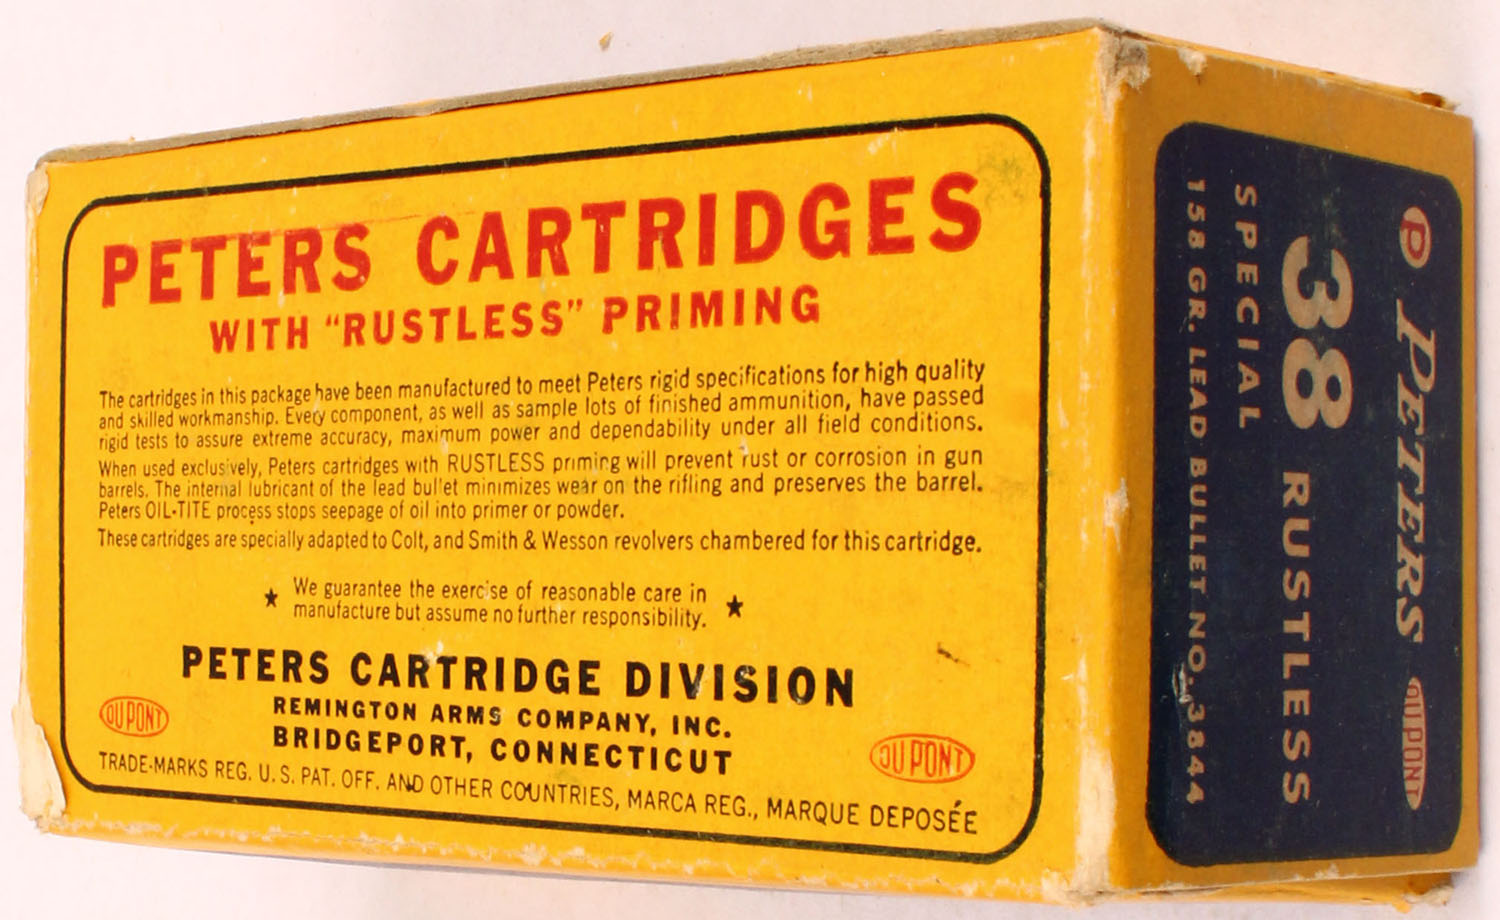 PETERS CARTRIDGES
WITH "RUSTLESS" PRIMING
The cartridges in this package have been manufactured to meet Peters rigid specifications for high quality
and skilled workmanship. Every component, as well as sample lots of finished ammunition, have passed
rigid tests to assure extreme accuracy, maximum power and dependability under all field conditions.
When used exclusively, Peters cartridges with RUSTLESS priming will prevent rust or corrosion in gun
barrels. The internal lubricant of the lead bullet minimizes wear on the rifling and preserves the barrel.
Peters OIL-TITE process stops seepage of oil into primer or powder.
These cartridges are specially adapted to Colt, and Smith & Wesson revolvers chambered for this cartridge.
★ We guarantee the exercise of reasonable care in ★
manufacture but assume no further responsibility.
PETERS CARTRIDGE DIVISION
REMINGTON ARMS COMPANY, INC.
BRIDGEPORT, CONNECTICUT
DU PONT
DU PONT
TRADE-MARKS REG. U. S. PAT. OFF. AND OTHER COUNTRIES, MARCA REG., MARQUE DEPOSÉE
P PETERS DU PONT
38 RUSTLESS
SPECIAL
158 GR. LEAD BULLET NO. 3844